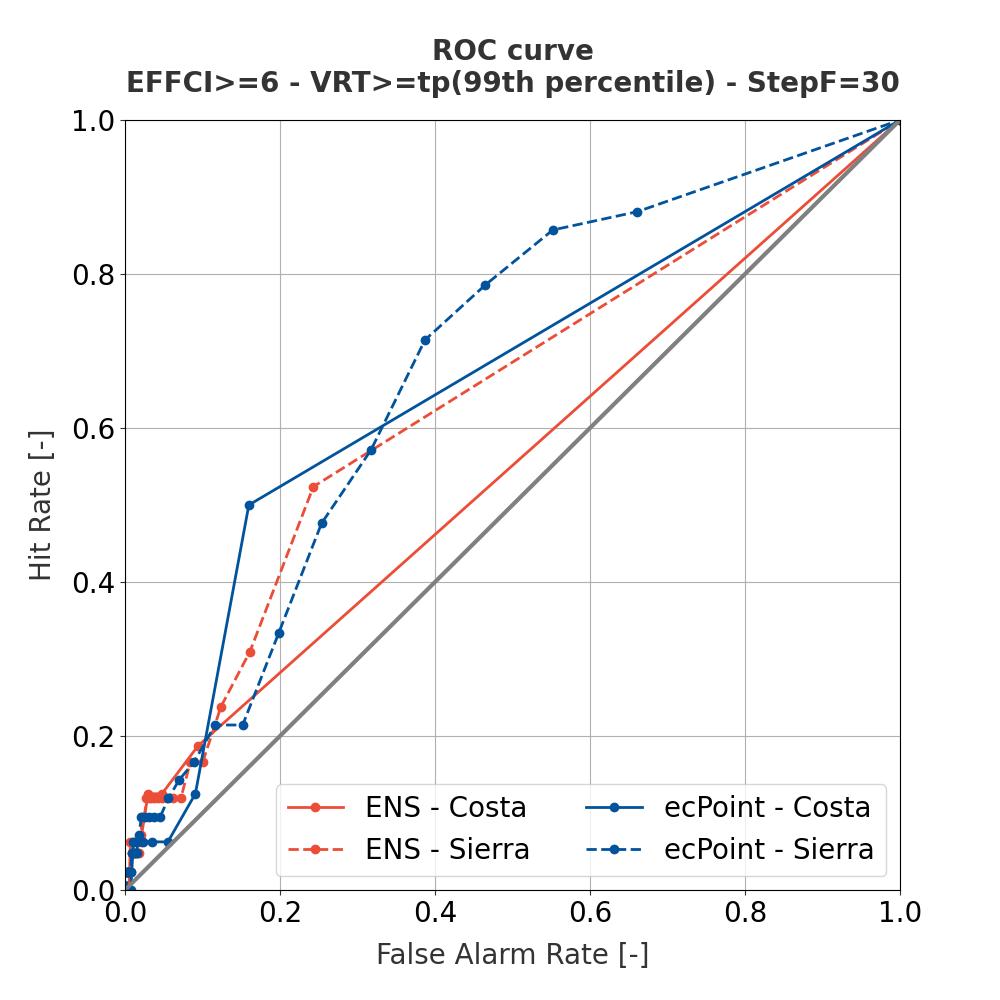 ROC curve
EFFCI>=6 - VRT>=tp(99th percentile) - StepF=30
1.0
0.8
0.6
0.4
0.2
0.0
Hit Rate [-]
ENS - Costa
ENS - Sierra
ecPoint - Costa
ecPoint - Sierra
0.0 0.2 0.4 0.6 0.8 1.0
False Alarm Rate [-]